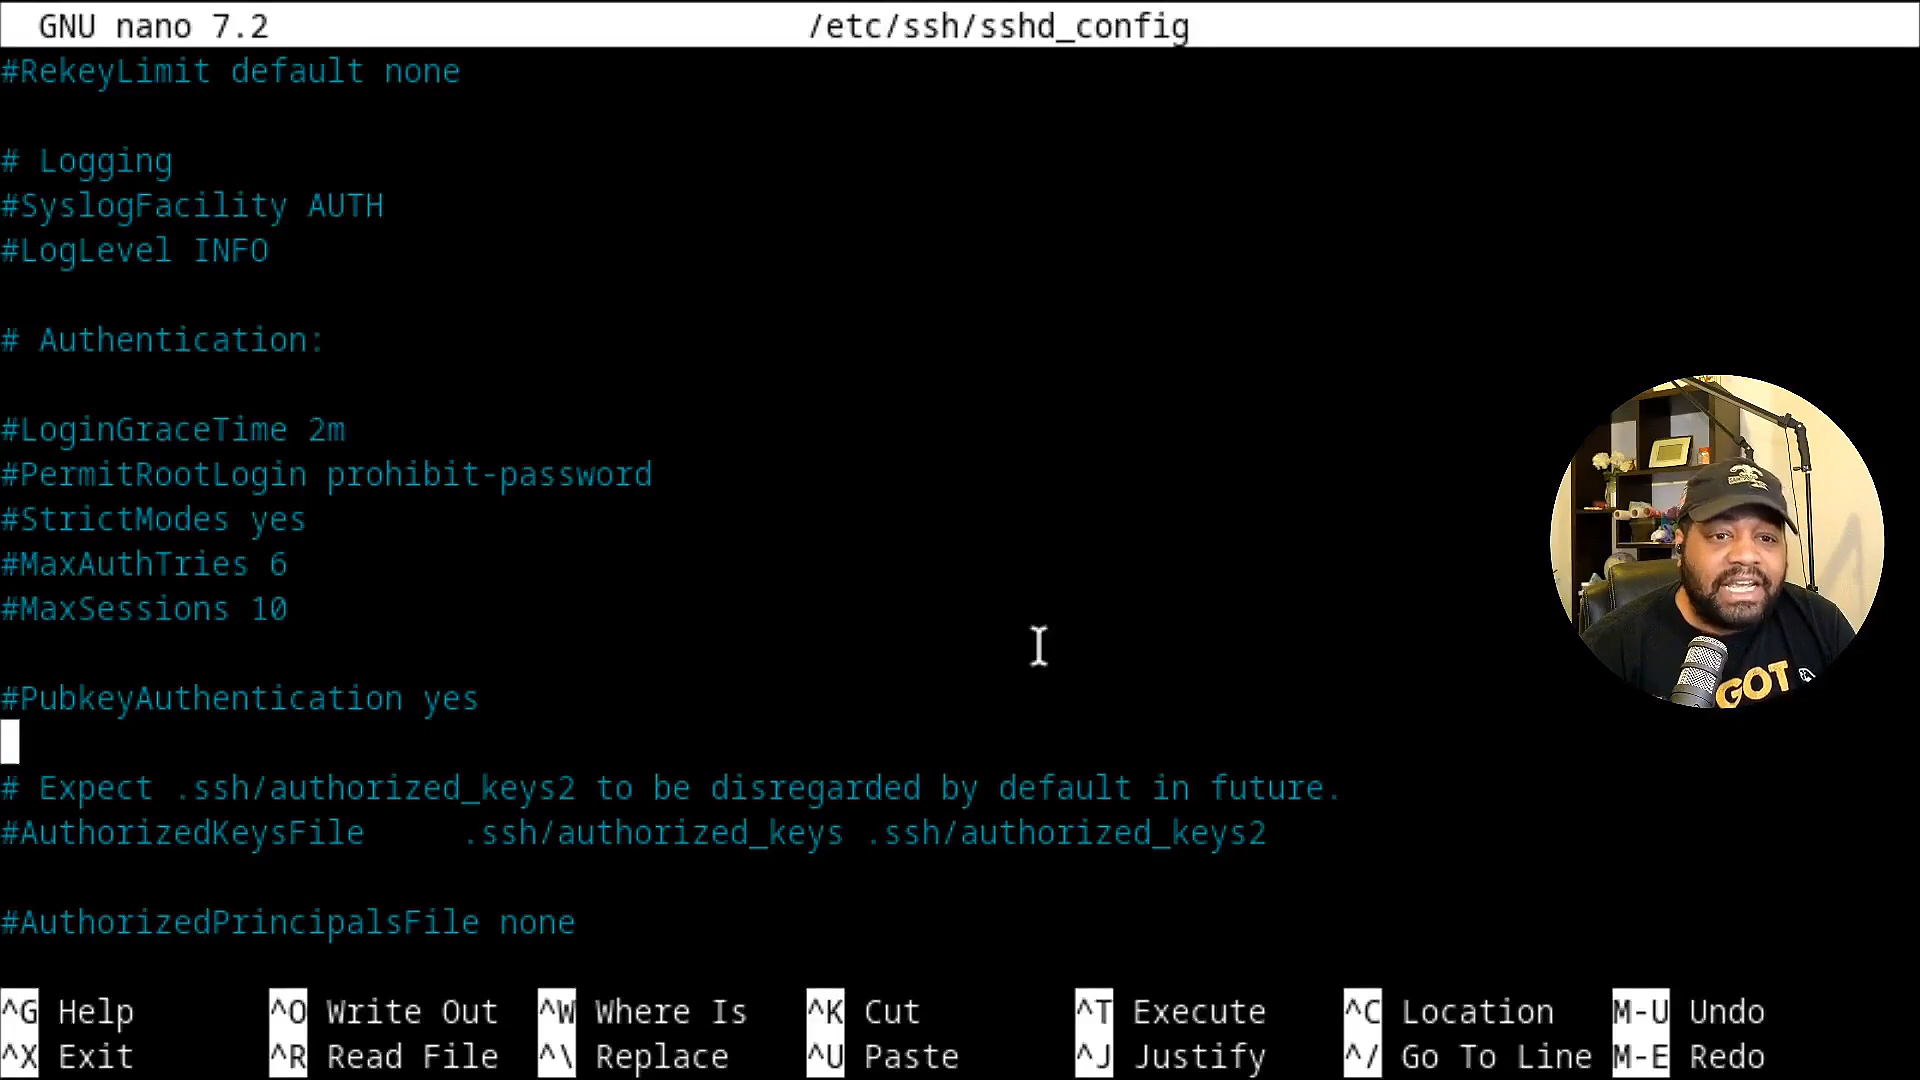 GNU nano 7.2 /etc/ssh/sshd_config
#RekeyLimit default none
# Logging
#SyslogFacility AUTH
#LogLevel INFO
# Authentication:
#LoginGraceTime 2m
#PermitRootLogin prohibit-password
#StrictModes yes
#MaxAuthTries 6
#MaxSessions 10
#PubkeyAuthentication yes
# Expect .ssh/authorized_keys2 to be disregarded by default in future.
#AuthorizedKeysFile .ssh/authorized_keys .ssh/authorized_keys2
#AuthorizedPrincipalsFile none
^G Help ^O Write Out ^W Where Is ^K Cut ^T Execute ^C Location M-U Undo
^X Exit ^R Read File ^\ Replace ^U Paste ^J Justify ^/ Go To Line M-E Redo
GOT